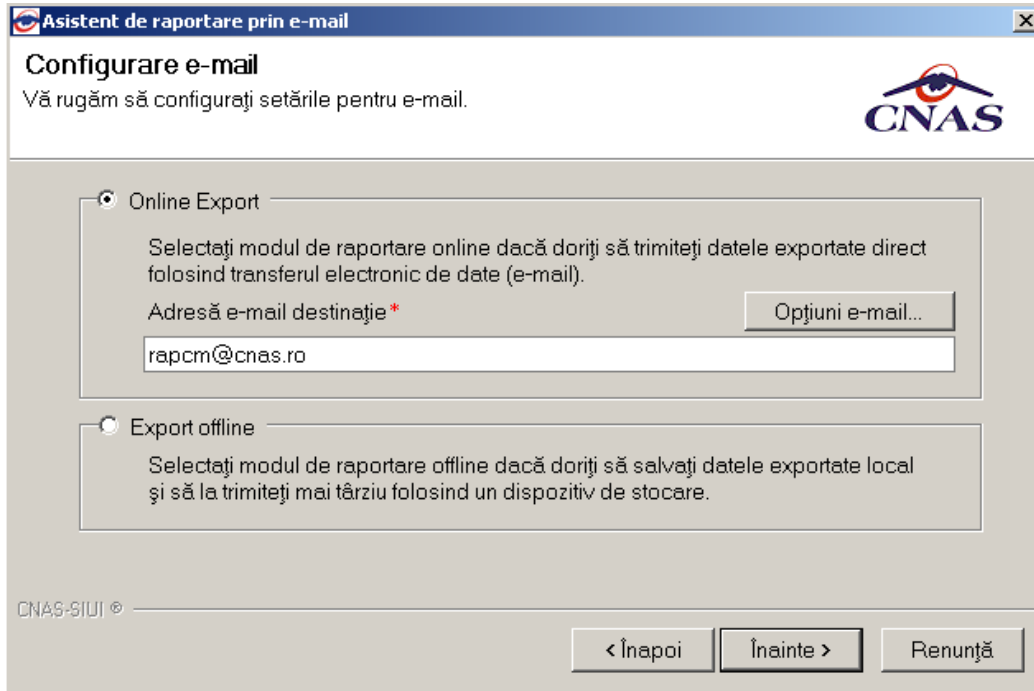 Asistent de raportare prin e-mail
Configurare e-mail
Vă rugăm să configuraţi setările pentru e-mail.
CNAS
Online Export
Selectaţi modul de raportare online dacă doriţi să trimiteţi datele exportate direct
folosind transferul electronic de date (e-mail).
Adresă e-mail destinaţie*
Opţiuni e-mail...
rapcm@cnas.ro
Export offline
Selectaţi modul de raportare offline dacă doriţi să salvaţi datele exportate local
şi să la trimiteţi mai târziu folosind un dispozitiv de stocare.
CNAS-SIUI ®
< Înapoi
Înainte >
Renunţă